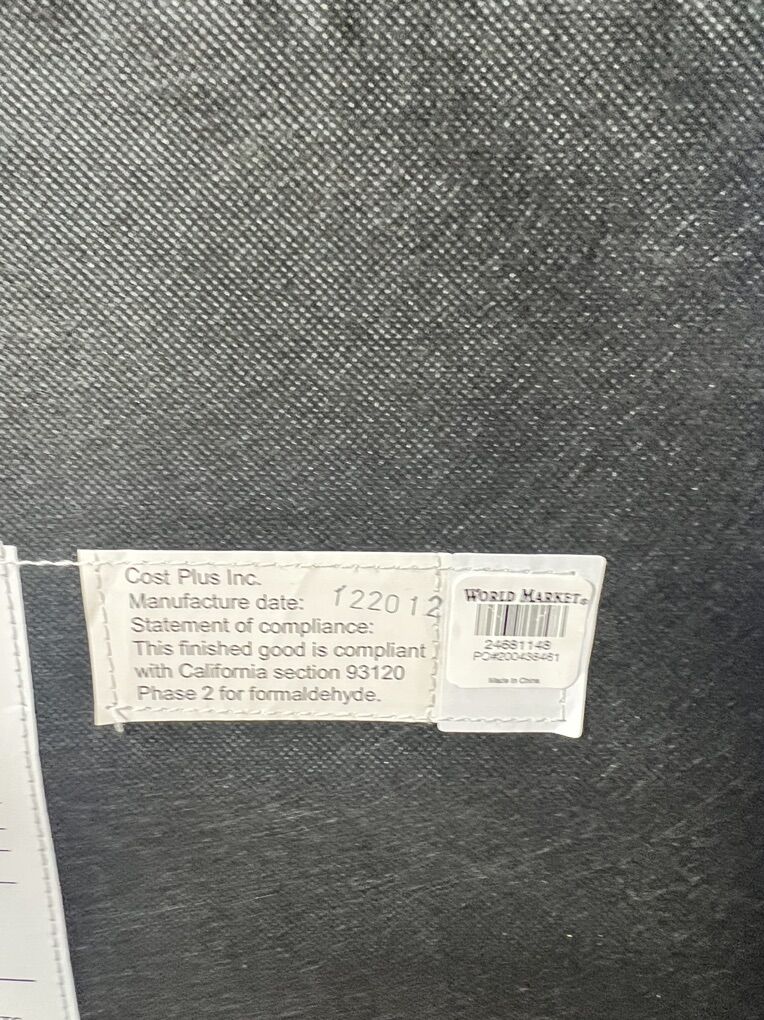 Cost Plus Inc.
Manufacture date: 122012
Statement of compliance:
This finished good is compliant
with California section 93120
Phase 2 for formaldehyde.
WORLD MARKET®
24681148
PO#200438461
Made in China